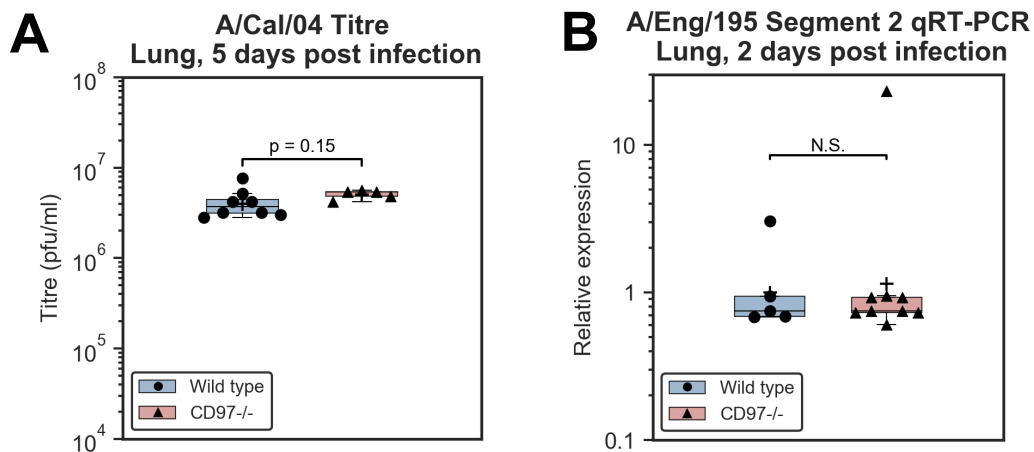 A
A/Cal/04 Titre
Lung, 5 days post infection
Titre (pfu/ml)
10^8
10^7
10^6
10^5
10^4
p = 0.15
Wild type
CD97-/-
B
A/Eng/195 Segment 2 qRT-PCR
Lung, 2 days post infection
Relative expression
10
1
0.1
N.S.
Wild type
CD97-/-